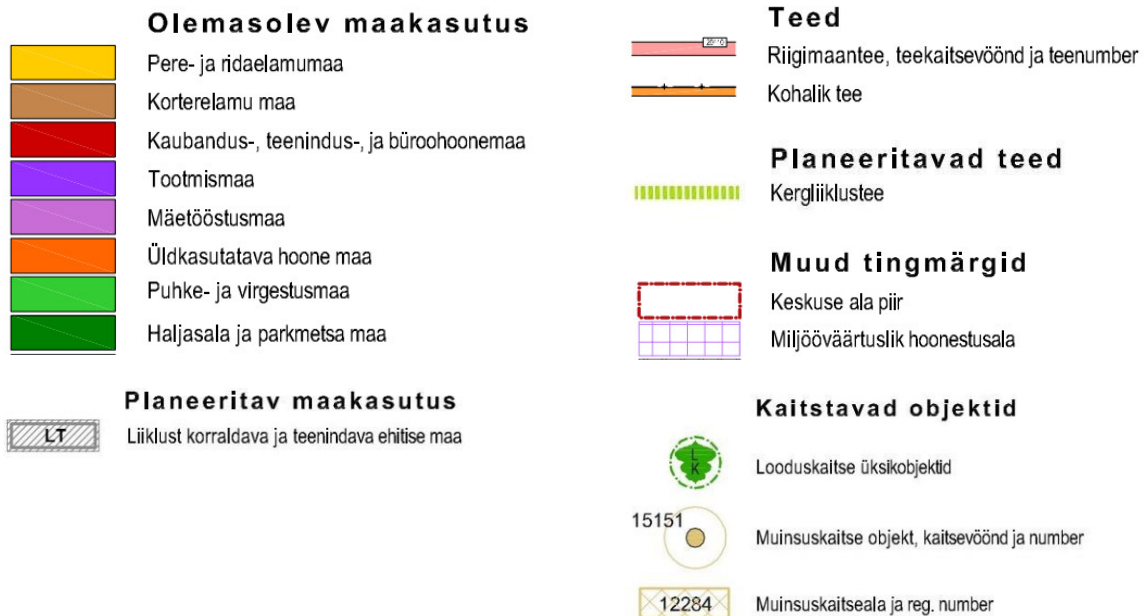 Olemasolev maakasutus
Pere- ja ridaelamumaa
Korterelamu maa
Kaubandus-, teenindus-, ja büroohoonemaa
Tootmismaa
Mäetööstusmaa
Üldkasutatava hoone maa
Puhke- ja virgestusmaa
Haljasala ja parkmetsa maa
Planeeritav maakasutus
LT
Liiklust korraldava ja teenindava ehitise maa
Teed
Riigimaantee, teekaitsevöönd ja teenumber
Kohalik tee
Planeeritavad teed
Kergliiklustee
Muud tingmärgid
Keskuse ala piir
Miljööväärtuslik hoonestusala
Kaitstavad objektid
L
K
Looduskaitse üksikobjektid
15151
Muinsuskaitse objekt, kaitsevöönd ja number
12284
Muinsuskaitseala ja reg. number